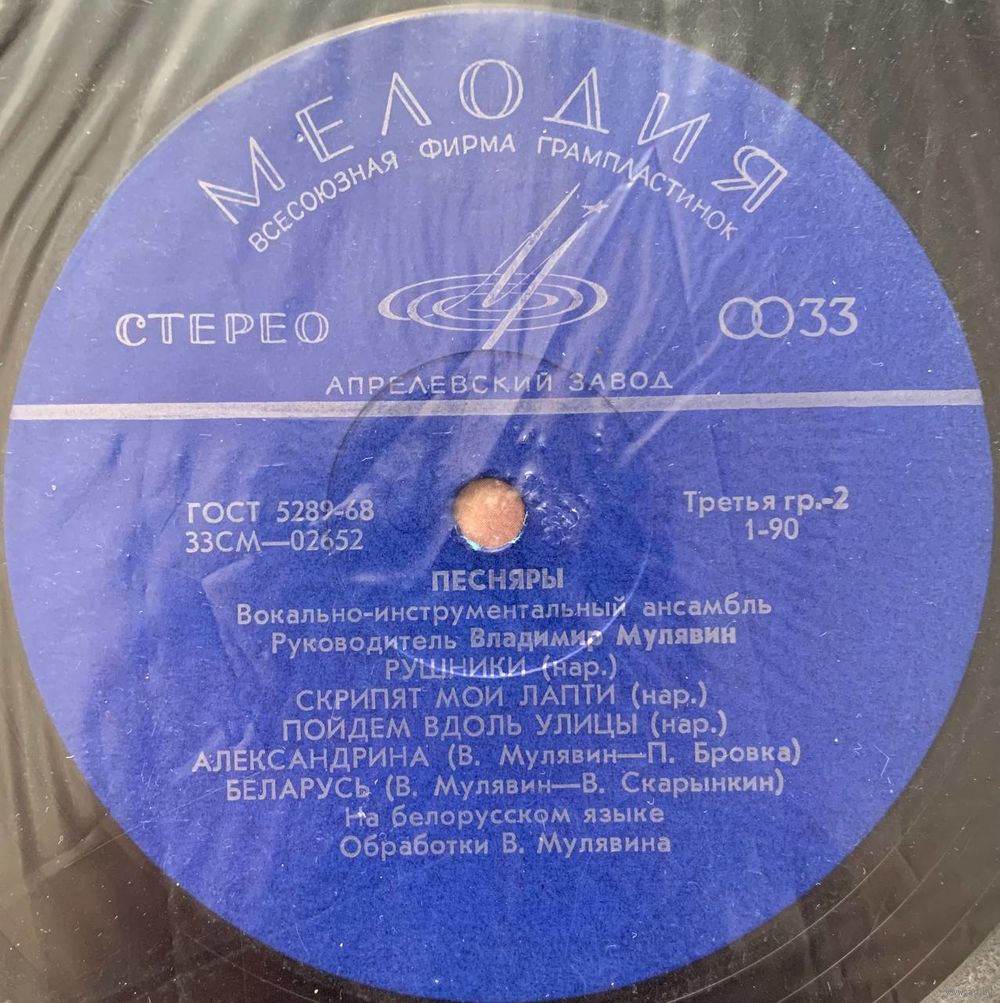 МЕЛОДИЯ
ВСЕСОЮЗНАЯ ФИРМА ГРАМПЛАСТИНОК
СТЕРЕО
33
АПРЕЛЕВСКИЙ ЗАВОД
ГОСТ 5289-68
33СМ—02652
Третья гр.-2
1-90
ПЕСНЯРЫ
Вокально-инструментальный ансамбль
Руководитель Владимир Мулявин
РУШНИКИ (нар.)
СКРИПЯТ МОИ ЛАПТИ (нар.)
ПОЙДЕМ ВДОЛЬ УЛИЦЫ (нар.)
АЛЕКСАНДРИНА (В. Мулявин—П. Бровка)
БЕЛАРУСЬ (В. Мулявин—В. Скарынкин)
На белорусском языке
Обработки В. Мулявина